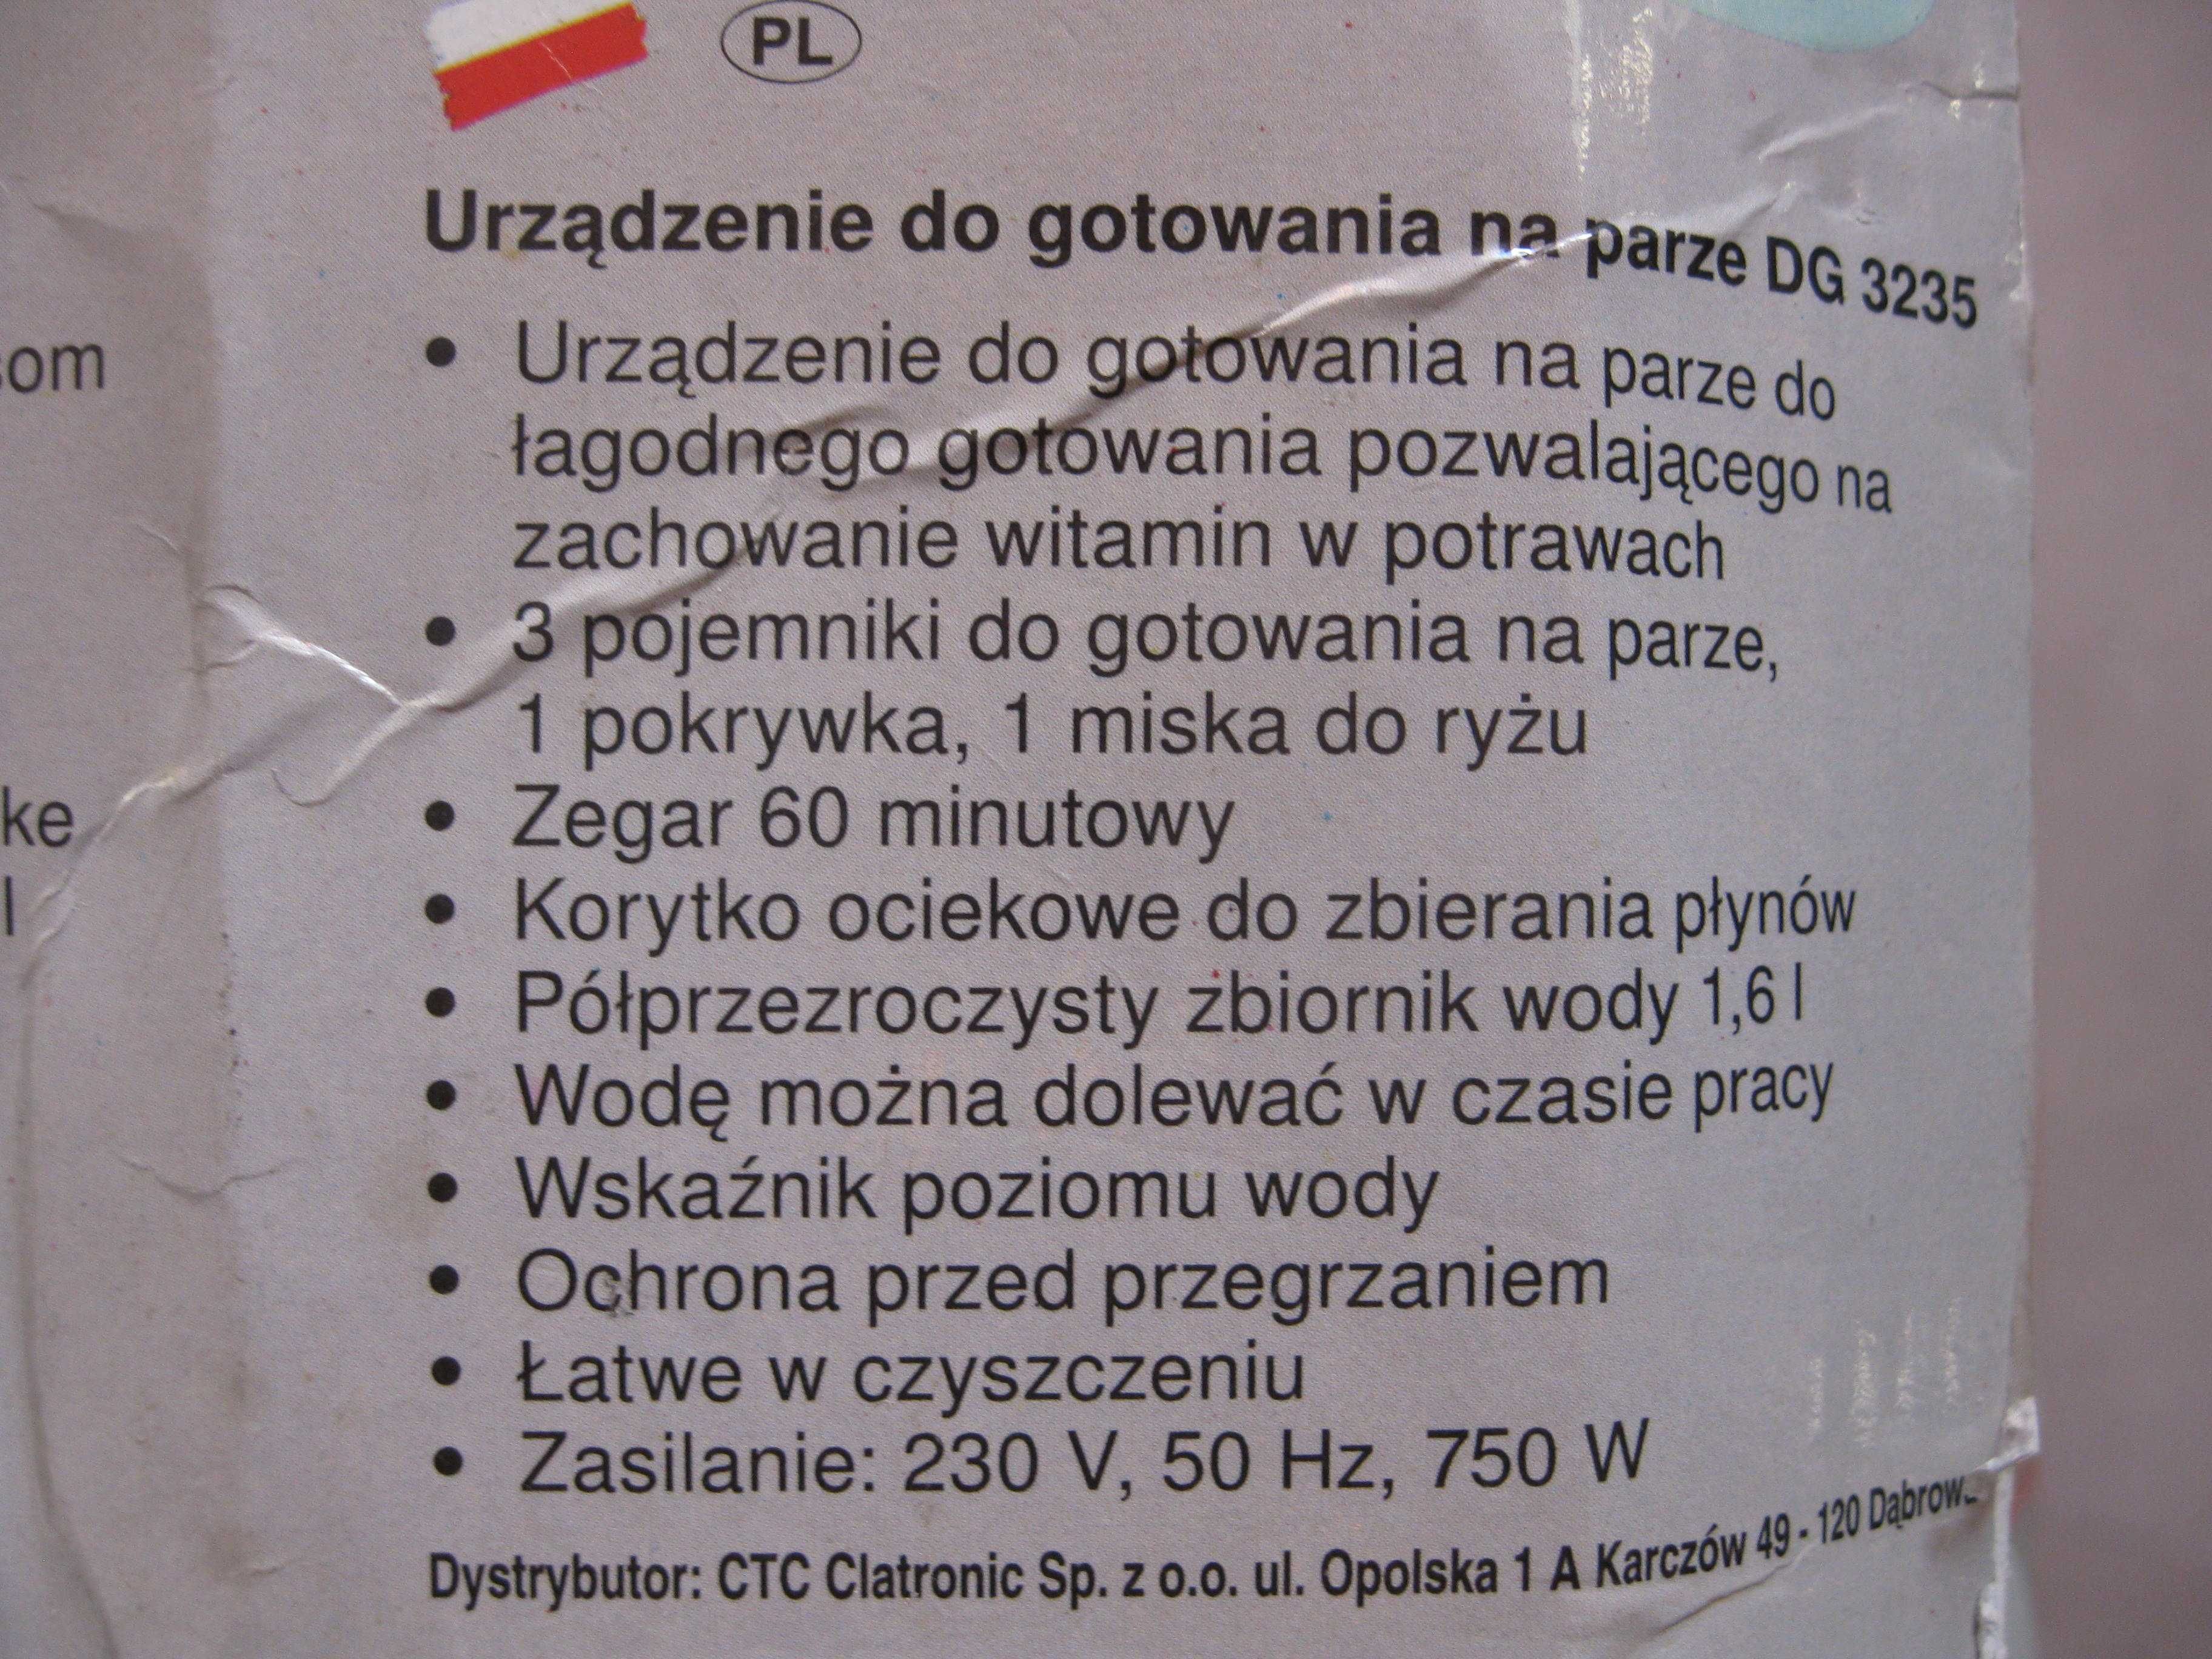 PL
Urządzenie do gotowania na parze DG 3235
• Urządzenie do gotowania na parze do
łagodnego gotowania pozwalającego na
zachowanie witamin w potrawach
• 3 pojemniki do gotowania na parze,
1 pokrywka, 1 miska do ryżu
• Zegar 60 minutowy
• Korytko ociekowe do zbierania płynów
• Półprzezroczysty zbiornik wody 1,6 l
• Wodę można dolewać w czasie pracy
• Wskaźnik poziomu wody
• Ochrona przed przegrzaniem
• Łatwe w czyszczeniu
• Zasilanie: 230 V, 50 Hz, 750 W
Dystrybutor: CTC Clatronic Sp. z o.o. ul. Opolska 1 A Karczów 49 - 120
om
ke
l